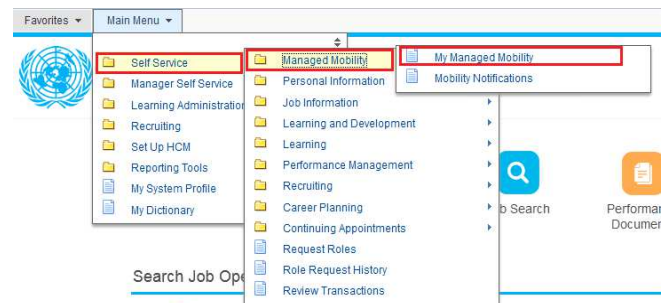 Favorites
Main Menu
Self Service
Manager Self Service
Learning Administration
Recruiting
Set Up HCM
Reporting Tools
My System Profile
My Dictionary
Managed Mobility
Personal Information
Job Information
Learning and Development
Learning
Performance Management
Recruiting
Career Planning
Continuing Appointments
Request Roles
Role Request History
Review Transactions
My Managed Mobility
Mobility Notifications
b Search
Performan
Documen
Search Job Ope